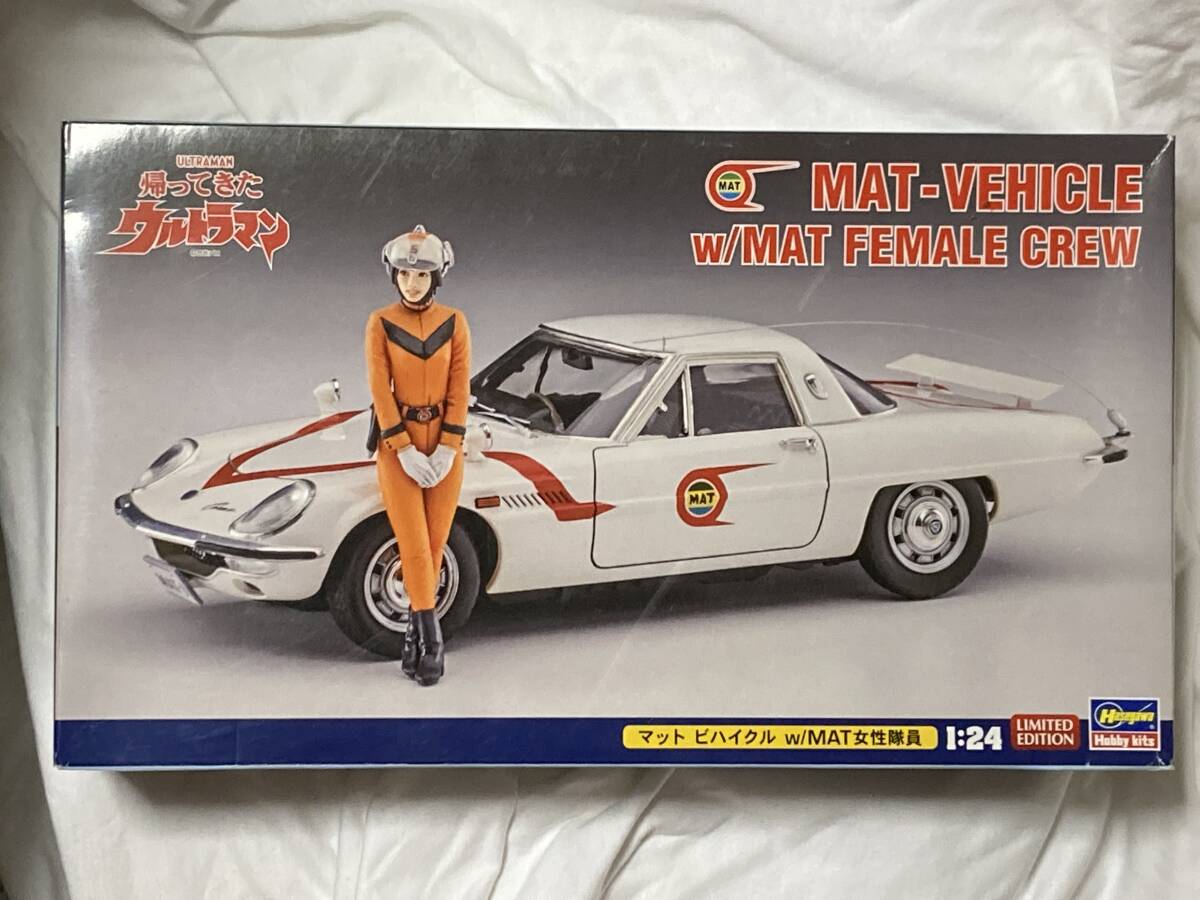 ULTRAMAN
帰ってきた
ウルトラマン
MAT MAT-VEHICLE
w/MAT FEMALE CREW
MAT
マット ビハイクル w/MAT女性隊員
1:24
LIMITED
EDITION
Hasegawa
Hobby kits